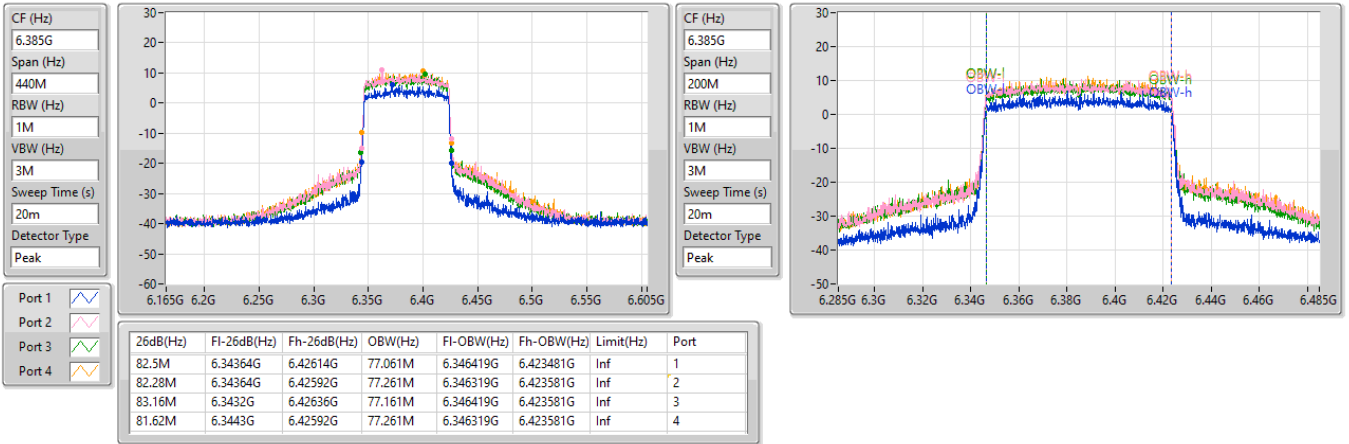 CF (Hz)
6.385G
Span (Hz)
440M
RBW (Hz)
1M
VBW (Hz)
3M
Sweep Time (s)
20m
Detector Type
Peak
30
20
10
0
-10
-20
-30
-40
-50
-60
6.165G 6.2G 6.25G 6.3G 6.35G 6.4G 6.45G 6.5G 6.55G 6.605G
CF (Hz)
6.385G
Span (Hz)
200M
RBW (Hz)
1M
VBW (Hz)
3M
Sweep Time (s)
20m
Detector Type
Peak
30
20
10
0
-10
-20
-30
-40
-50
OBW-l OBW-h
OBW-h
6.285G 6.3G 6.32G 6.34G 6.36G 6.38G 6.4G 6.42G 6.44G 6.46G 6.485G
Port 1
Port 2
Port 3
Port 4
26dB(Hz) Fl-26dB(Hz) Fh-26dB(Hz) OBW(Hz) Fl-OBW(Hz) Fh-OBW(Hz) Limit(Hz) Port
82.5M 6.34364G 6.42614G 77.061M 6.346419G 6.423481G Inf 1
82.28M 6.34364G 6.42592G 77.261M 6.346319G 6.423581G Inf 2
83.16M 6.3432G 6.42636G 77.161M 6.346419G 6.423581G Inf 3
81.62M 6.3443G 6.42592G 77.261M 6.346319G 6.423581G Inf 4